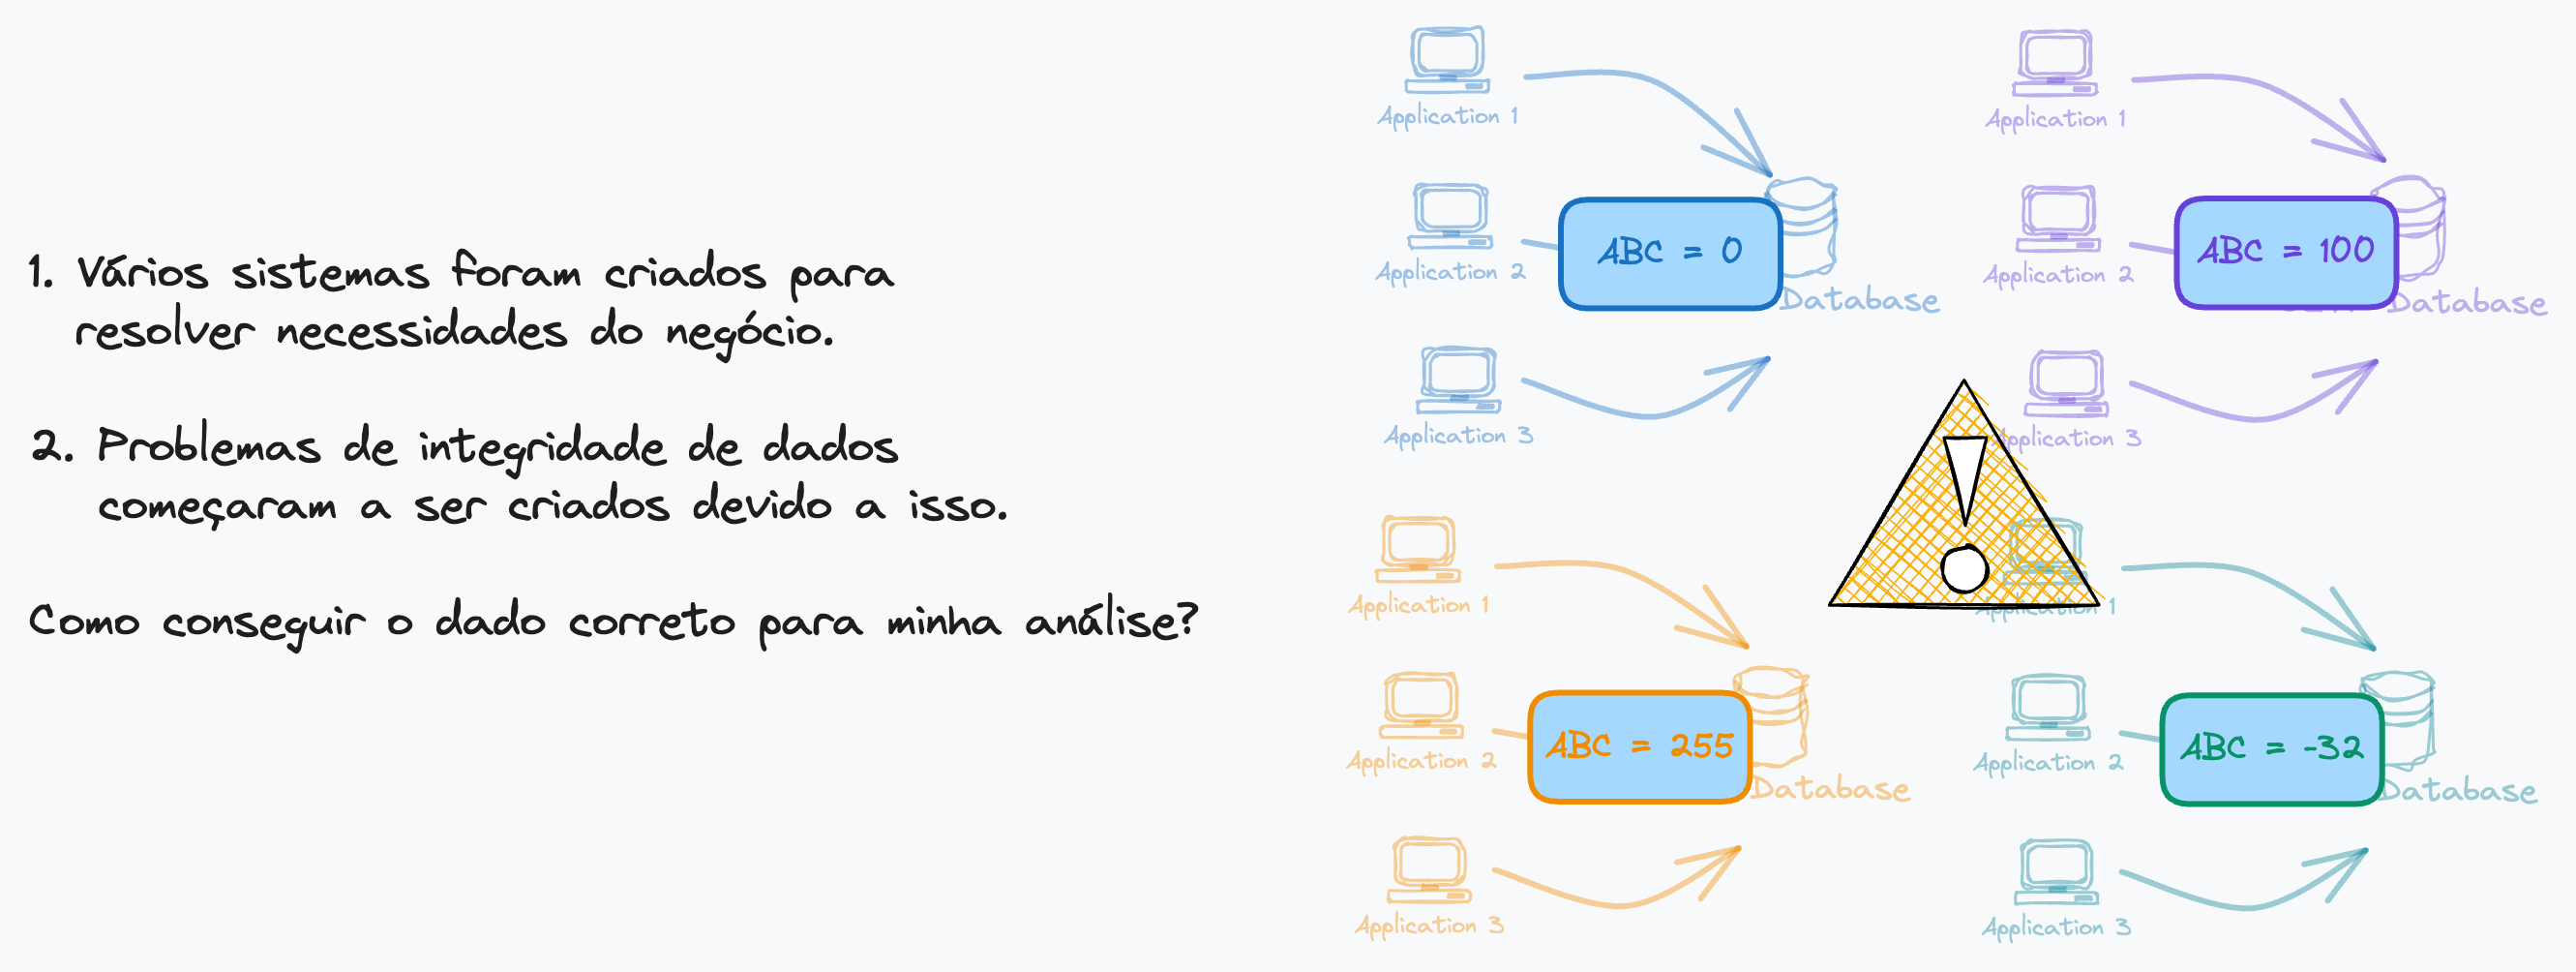 1. Vários sistemas foram criados para
resolver necessidades do negócio.
2. Problemas de integridade de dados
começaram a ser criados devido a isso.
Como conseguir o dado correto para minha análise?
Application 1
Application 2
ABC = 0
Database
Application 3
Application 1
Application 2
ABC = 100
Database
Application 3
Application 1
Application 2
ABC = 255
Database
Application 3
Application 1
Application 2
ABC = -32
Database
Application 3